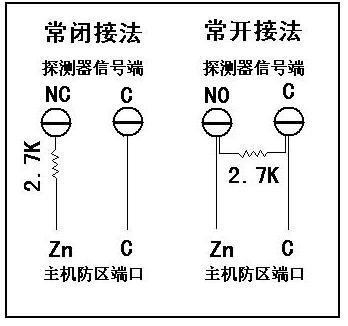 常闭接法 常开接法
探测器信号端 探测器信号端
NC C NO C
2.7K 2.7K
Zn C Zn C
主机防区端口 主机防区端口